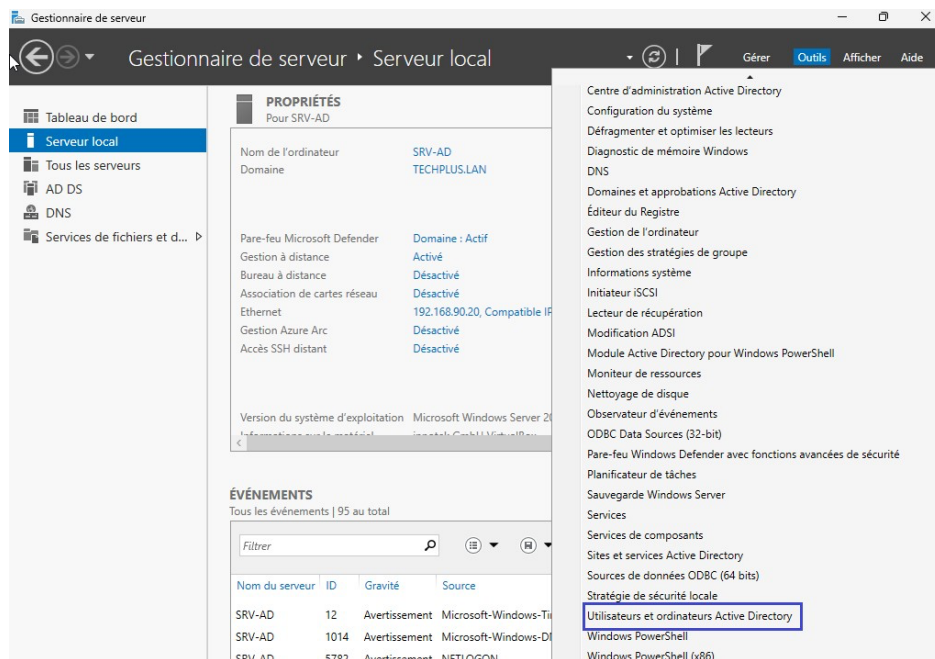 Gestionnaire de serveur
Gestionnaire de serveur ‣ Serveur local
Gérer Outils Afficher Aide
Tableau de bord
Serveur local
Tous les serveurs
AD DS
DNS
Services de fichiers et d...
PROPRIÉTÉS
Pour SRV-AD
Nom de l'ordinateur SRV-AD
Domaine TECHPLUS.LAN
Pare-feu Microsoft Defender Domaine : Actif
Gestion à distance Activé
Bureau à distance Désactivé
Association de cartes réseau Désactivé
Ethernet 192.168.90.20, Compatible IP
Gestion Azure Arc Désactivé
Accès SSH distant Désactivé
Version du système d'exploitation Microsoft Windows Server 20
ÉVÉNEMENTS
Tous les événements | 95 au total
Filtrer
Nom du serveur ID Gravité Source
SRV-AD 12 Avertissement Microsoft-Windows-Ti
SRV-AD 1014 Avertissement Microsoft-Windows-D
SRV-AD 5782 Avertissement NETLOGON
Centre d'administration Active Directory
Configuration du système
Défragmenter et optimiser les lecteurs
Diagnostic de mémoire Windows
DNS
Domaines et approbations Active Directory
Éditeur du Registre
Gestion de l'ordinateur
Gestion des stratégies de groupe
Informations système
Initiateur iSCSI
Lecteur de récupération
Modification ADSI
Module Active Directory pour Windows PowerShell
Moniteur de ressources
Nettoyage de disque
Observateur d'événements
ODBC Data Sources (32-bit)
Pare-feu Windows Defender avec fonctions avancées de sécurité
Planificateur de tâches
Sauvegarde Windows Server
Services
Services de composants
Sites et services Active Directory
Sources de données ODBC (64 bits)
Stratégie de sécurité locale
Utilisateurs et ordinateurs Active Directory
Windows PowerShell
Windows PowerShell (x86)